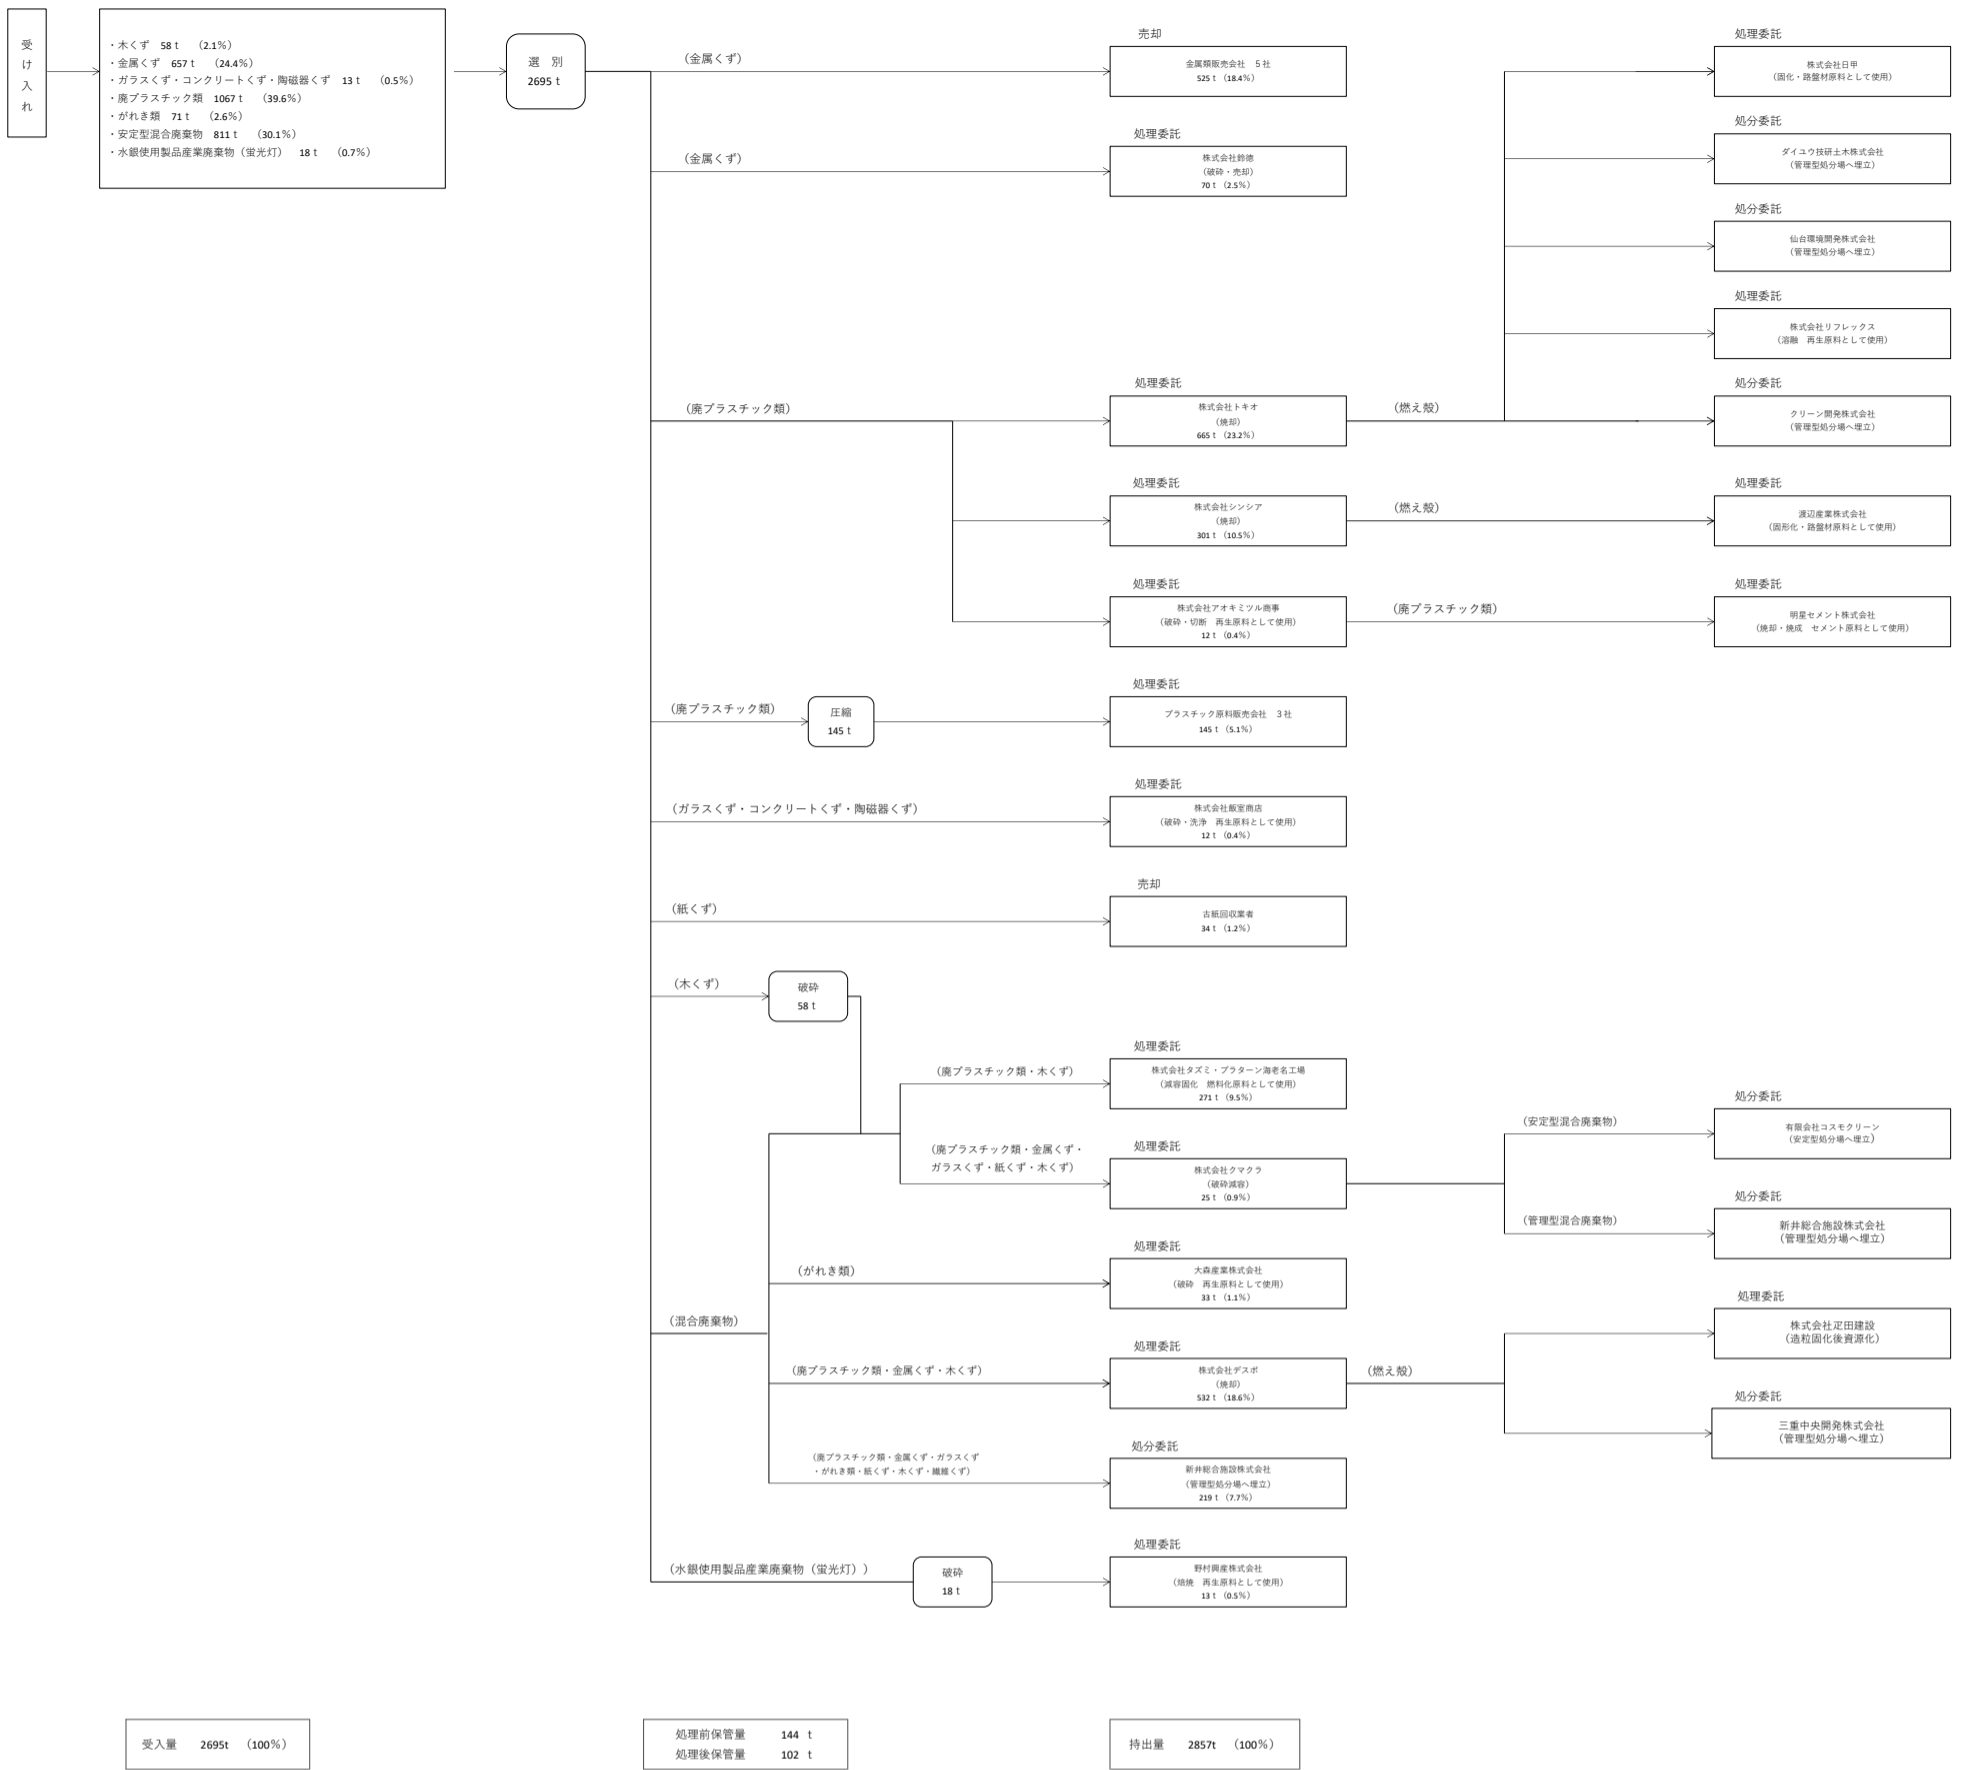 受け入れ
・木くず 58ｔ （2.1％）
・金属くず 657ｔ （24.4％）
・ガラスくず・コンクリートくず・陶磁器くず 13ｔ （0.5％）
・廃プラスチック類 1067ｔ （39.6％）
・がれき類 71ｔ （2.6％）
・安定型混合廃棄物 811ｔ （30.1％）
・水銀使用製品産業廃棄物（蛍光灯） 18ｔ （0.7％）
選 別
2695ｔ
（金属くず）
売却
金属類販売会社 ５社
525ｔ（18.4％）
（金属くず）
処理委託
株式会社鈴徳
（破砕・売却）
70ｔ（2.5％）
処理委託
株式会社日甲
（固化・路盤材原料として使用）
処分委託
ダイユウ技研土木株式会社
（管理型処分場へ埋立）
処分委託
仙台環境開発株式会社
（管理型処分場へ埋立）
処理委託
株式会社リフレックス
（溶融 再生原料として使用）
（廃プラスチック類）
処理委託
株式会社トキオ
（焼却）
665ｔ（23.2％）
（燃え殻）
処分委託
クリーン開発株式会社
（管理型処分場へ埋立）
処理委託
株式会社シンシア
（焼却）
301ｔ（10.5％）
（燃え殻）
処理委託
渡辺産業株式会社
（固形化・路盤材原料として使用）
処理委託
株式会社アオキミツル商事
（破砕・切断 再生原料として使用）
12ｔ（0.4％）
（廃プラスチック類）
処理委託
明星セメント株式会社
（焼却・焼成 セメント原料として使用）
（廃プラスチック類）
圧縮
145ｔ
処理委託
プラスチック原料販売会社 ３社
145ｔ（5.1％）
（ガラスくず・コンクリートくず・陶磁器くず）
処理委託
株式会社飯室商店
（破砕・洗浄 再生原料として使用）
12ｔ（0.4％）
（紙くず）
売却
古紙回収業者
34ｔ（1.2％）
（木くず）
破砕
58ｔ
（廃プラスチック類・木くず）
処理委託
株式会社タズミ・プラターン海老名工場
（減容固化 燃料化原料として使用）
271ｔ（9.5％）
（廃プラスチック類・金属くず・
ガラスくず・紙くず・木くず）
処理委託
株式会社クマクラ
（破砕減容）
25ｔ（0.9％）
（安定型混合廃棄物）
処分委託
有限会社コスモクリーン
（安定型処分場へ埋立）
（管理型混合廃棄物）
処分委託
新井総合施設株式会社
（管理型処分場へ埋立）
（がれき類）
処理委託
大森産業株式会社
（破砕 再生原料として使用）
33ｔ（1.1％）
（混合廃棄物）
（廃プラスチック類・金属くず・木くず）
処理委託
株式会社デスポ
（焼却）
532ｔ（18.6％）
（燃え殻）
処理委託
株式会社疋田建設
（造粒固化後資源化）
処分委託
三重中央開発株式会社
（管理型処分場へ埋立）
（廃プラスチック類・金属くず・ガラスくず
・がれき類・紙くず・木くず・繊維くず）
処分委託
新井総合施設株式会社
（管理型処分場へ埋立）
219ｔ（7.7％）
（水銀使用製品産業廃棄物（蛍光灯））
破砕
18ｔ
処理委託
野村興産株式会社
（焙焼 再生原料として使用）
13ｔ（0.5％）
受入量 2695t （100％）
処理前保管量 144 ｔ
処理後保管量 102 ｔ
持出量 2857t （100％）